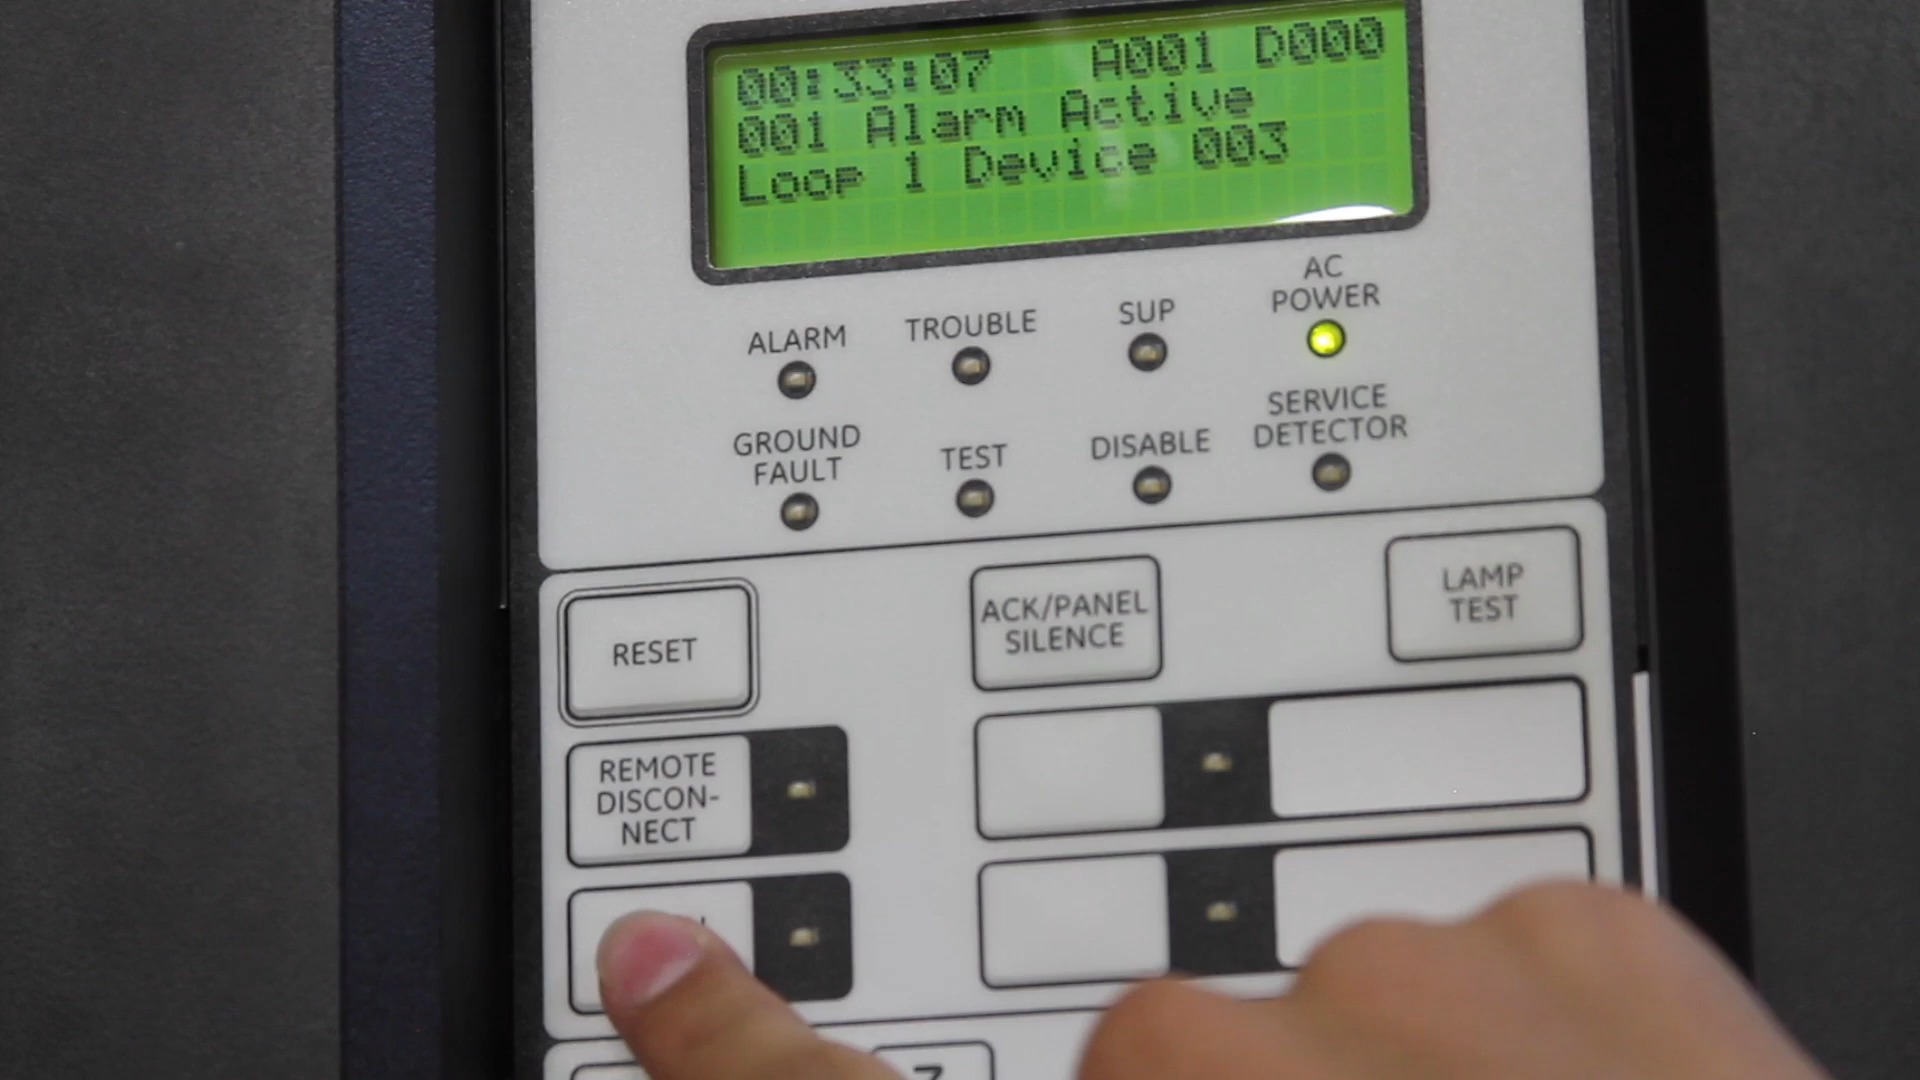 00:33:07 A001 D000
001 Alarm Active
Loop 1 Device 003
AC
POWER
ALARM TROUBLE SUP
SERVICE
DETECTOR
GROUND
FAULT
TEST DISABLE
RESET
ACK/PANEL
SILENCE
LAMP
TEST
REMOTE
DISCON-
NECT